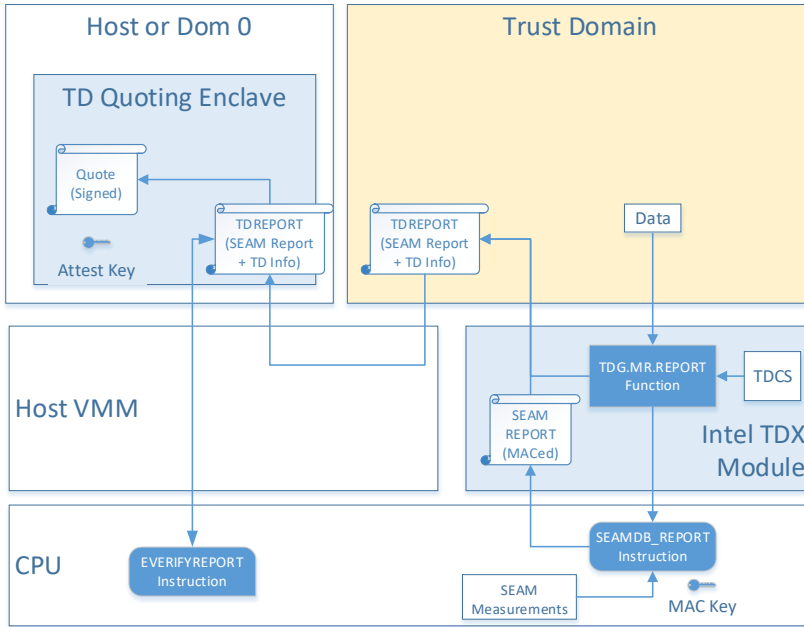 Host or Dom 0
Trust Domain
TD Quoting Enclave
Quote
(Signed)
Attest Key
TDREPORT
(SEAM Report
+ TD Info)
TDREPORT
(SEAM Report
+ TD Info)
Data
Host VMM
TDG.MR.REPORT
Function
TDCS
SEAM
REPORT
(MACed)
Intel TDX
Module
CPU
EVERIFYREPORT
Instruction
SEAMDB_REPORT
Instruction
SEAM
Measurements
MAC Key